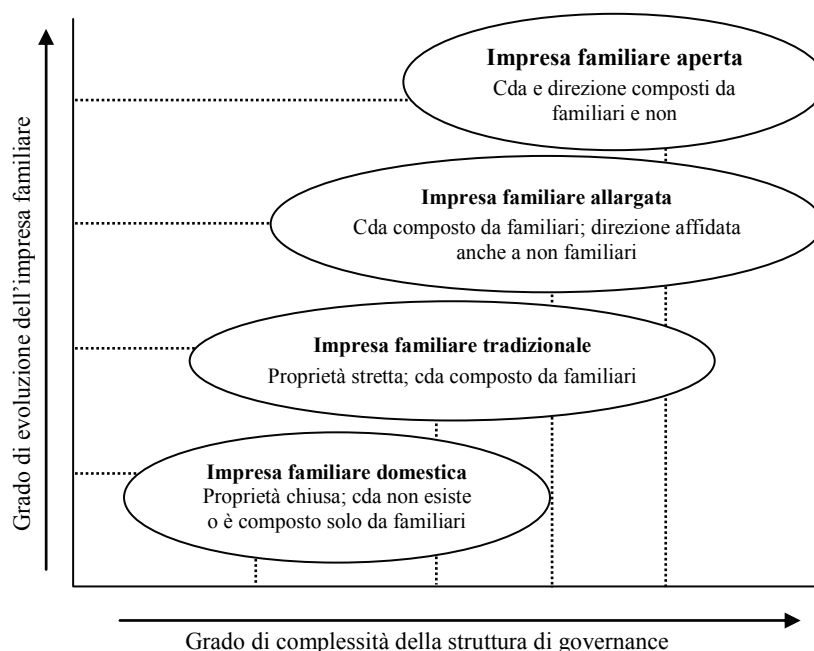 Impresa familiare aperta
Cda e direzione composti da
familiari e non
Impresa familiare allargata
Cda composto da familiari; direzione affidata
anche a non familiari
Impresa familiare tradizionale
Proprietà stretta; cda composto da familiari
Impresa familiare domestica
Proprietà chiusa; cda non esiste
o è composto solo da familiari
Grado di evoluzione dell’impresa familiare
Grado di complessità della struttura di governance